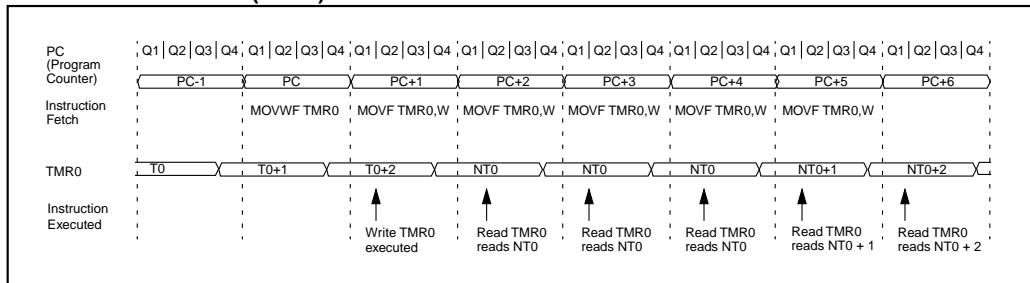 PC
(Program
Counter)
Q1 Q2 Q3 Q4 Q1 Q2 Q3 Q4 Q1 Q2 Q3 Q4 Q1 Q2 Q3 Q4 Q1 Q2 Q3 Q4 Q1 Q2 Q3 Q4 Q1 Q2 Q3 Q4 Q1 Q2 Q3 Q4
PC-1 PC PC+1 PC+2 PC+3 PC+4 PC+5 PC+6
Instruction
Fetch
MOVWF TMR0 MOVF TMR0,W MOVF TMR0,W MOVF TMR0,W MOVF TMR0,W MOVF TMR0,W
TMR0
T0 T0+1 T0+2 NT0 NT0 NT0 NT0+1 NT0+2
Instruction
Executed
Write TMR0
executed
Read TMR0
reads NT0
Read TMR0
reads NT0
Read TMR0
reads NT0
Read TMR0
reads NT0 + 1
Read TMR0
reads NT0 + 2